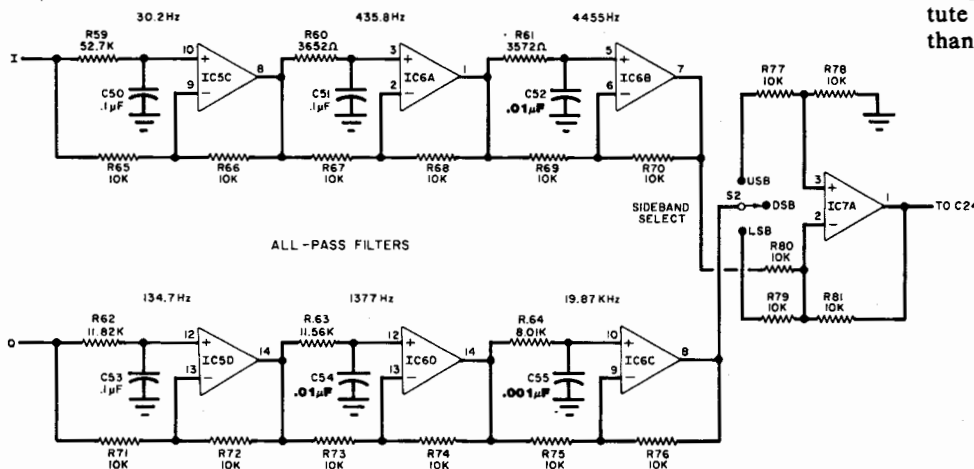 30.2Hz
435.8Hz
4455Hz
tute
than
R59
52.7K
R60
3652Ω
R61
3572Ω
I
10
+
IC5C
8
9
−
C50
.1µF
3
+
IC6A
1
2
−
C51
.1µF
5
+
IC6B
7
6
−
C52
.01µF
R77
10K
R78
10K
R65
10K
R66
10K
R67
10K
R68
10K
R69
10K
R70
10K
USB
S2
DSB
LSB
SIDEBAND
SELECT
3
+
IC7A
1
2
−
TO C24
R80
10K
R79
10K
R81
10K
ALL-PASS FILTERS
134.7Hz
1377Hz
19.87KHz
R62
11.82K
R.63
11.56K
R.64
8.01K
Q
12
+
IC5D
14
13
−
C53
.1µF
12
+
IC6D
14
13
−
C54
.01µF
10
+
IC6C
8
9
−
C55
.001µF
R71
10K
R72
10K
R73
10K
R74
10K
R75
10K
R76
10K